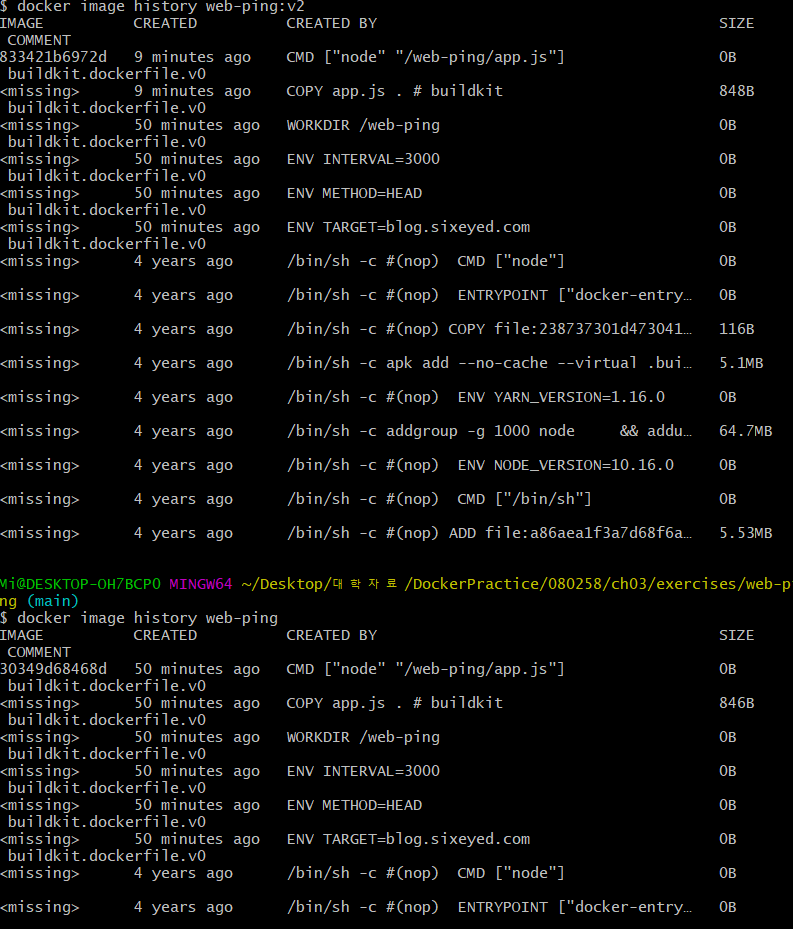 $ docker image history web-ping:v2
IMAGE CREATED CREATED BY SIZE
COMMENT
833421b6972d 9 minutes ago CMD ["node" "/web-ping/app.js"] 0B
buildkit.dockerfile.v0
<missing> 9 minutes ago COPY app.js . # buildkit 848B
buildkit.dockerfile.v0
<missing> 50 minutes ago WORKDIR /web-ping 0B
buildkit.dockerfile.v0
<missing> 50 minutes ago ENV INTERVAL=3000 0B
buildkit.dockerfile.v0
<missing> 50 minutes ago ENV METHOD=HEAD 0B
buildkit.dockerfile.v0
<missing> 50 minutes ago ENV TARGET=blog.sixeyed.com 0B
buildkit.dockerfile.v0
<missing> 4 years ago /bin/sh -c #(nop)  CMD ["node"] 0B
<missing> 4 years ago /bin/sh -c #(nop)  ENTRYPOINT ["docker-entry… 0B
<missing> 4 years ago /bin/sh -c #(nop) COPY file:238737301d473041… 116B
<missing> 4 years ago /bin/sh -c apk add --no-cache --virtual .bui… 5.1MB
<missing> 4 years ago /bin/sh -c #(nop)  ENV YARN_VERSION=1.16.0 0B
<missing> 4 years ago /bin/sh -c addgroup -g 1000 node     && addu… 64.7MB
<missing> 4 years ago /bin/sh -c #(nop)  ENV NODE_VERSION=10.16.0 0B
<missing> 4 years ago /bin/sh -c #(nop)  CMD ["/bin/sh"] 0B
<missing> 4 years ago /bin/sh -c #(nop) ADD file:a86aea1f3a7d68f6a… 5.53MB
Mi@DESKTOP-OH7BCPO MINGW64 ~/Desktop/대학자료/DockerPractice/080258/ch03/exercises/web-pi
ng (main)
$ docker image history web-ping
IMAGE CREATED CREATED BY SIZE
COMMENT
30349d68468d 50 minutes ago CMD ["node" "/web-ping/app.js"] 0B
buildkit.dockerfile.v0
<missing> 50 minutes ago COPY app.js . # buildkit 846B
buildkit.dockerfile.v0
<missing> 50 minutes ago WORKDIR /web-ping 0B
buildkit.dockerfile.v0
<missing> 50 minutes ago ENV INTERVAL=3000 0B
buildkit.dockerfile.v0
<missing> 50 minutes ago ENV METHOD=HEAD 0B
buildkit.dockerfile.v0
<missing> 50 minutes ago ENV TARGET=blog.sixeyed.com 0B
buildkit.dockerfile.v0
<missing> 4 years ago /bin/sh -c #(nop)  CMD ["node"] 0B
<missing> 4 years ago /bin/sh -c #(nop)  ENTRYPOINT ["docker-entry… 0B